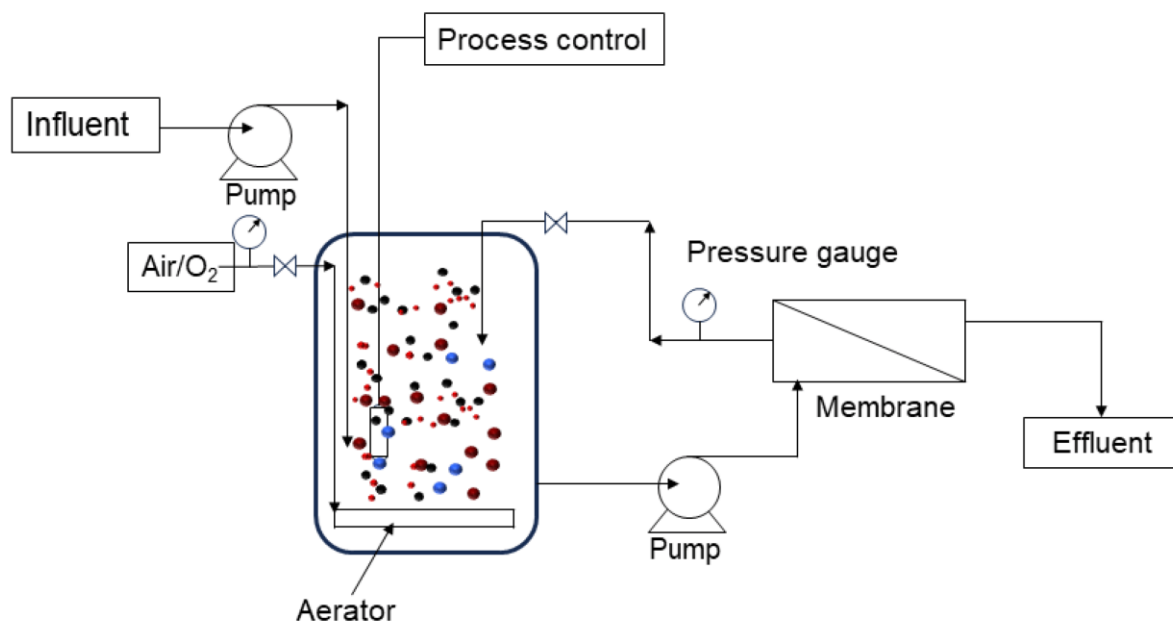 Process control
Influent
Pump
Air/O₂
Pressure gauge
Membrane
Effluent
Pump
Aerator